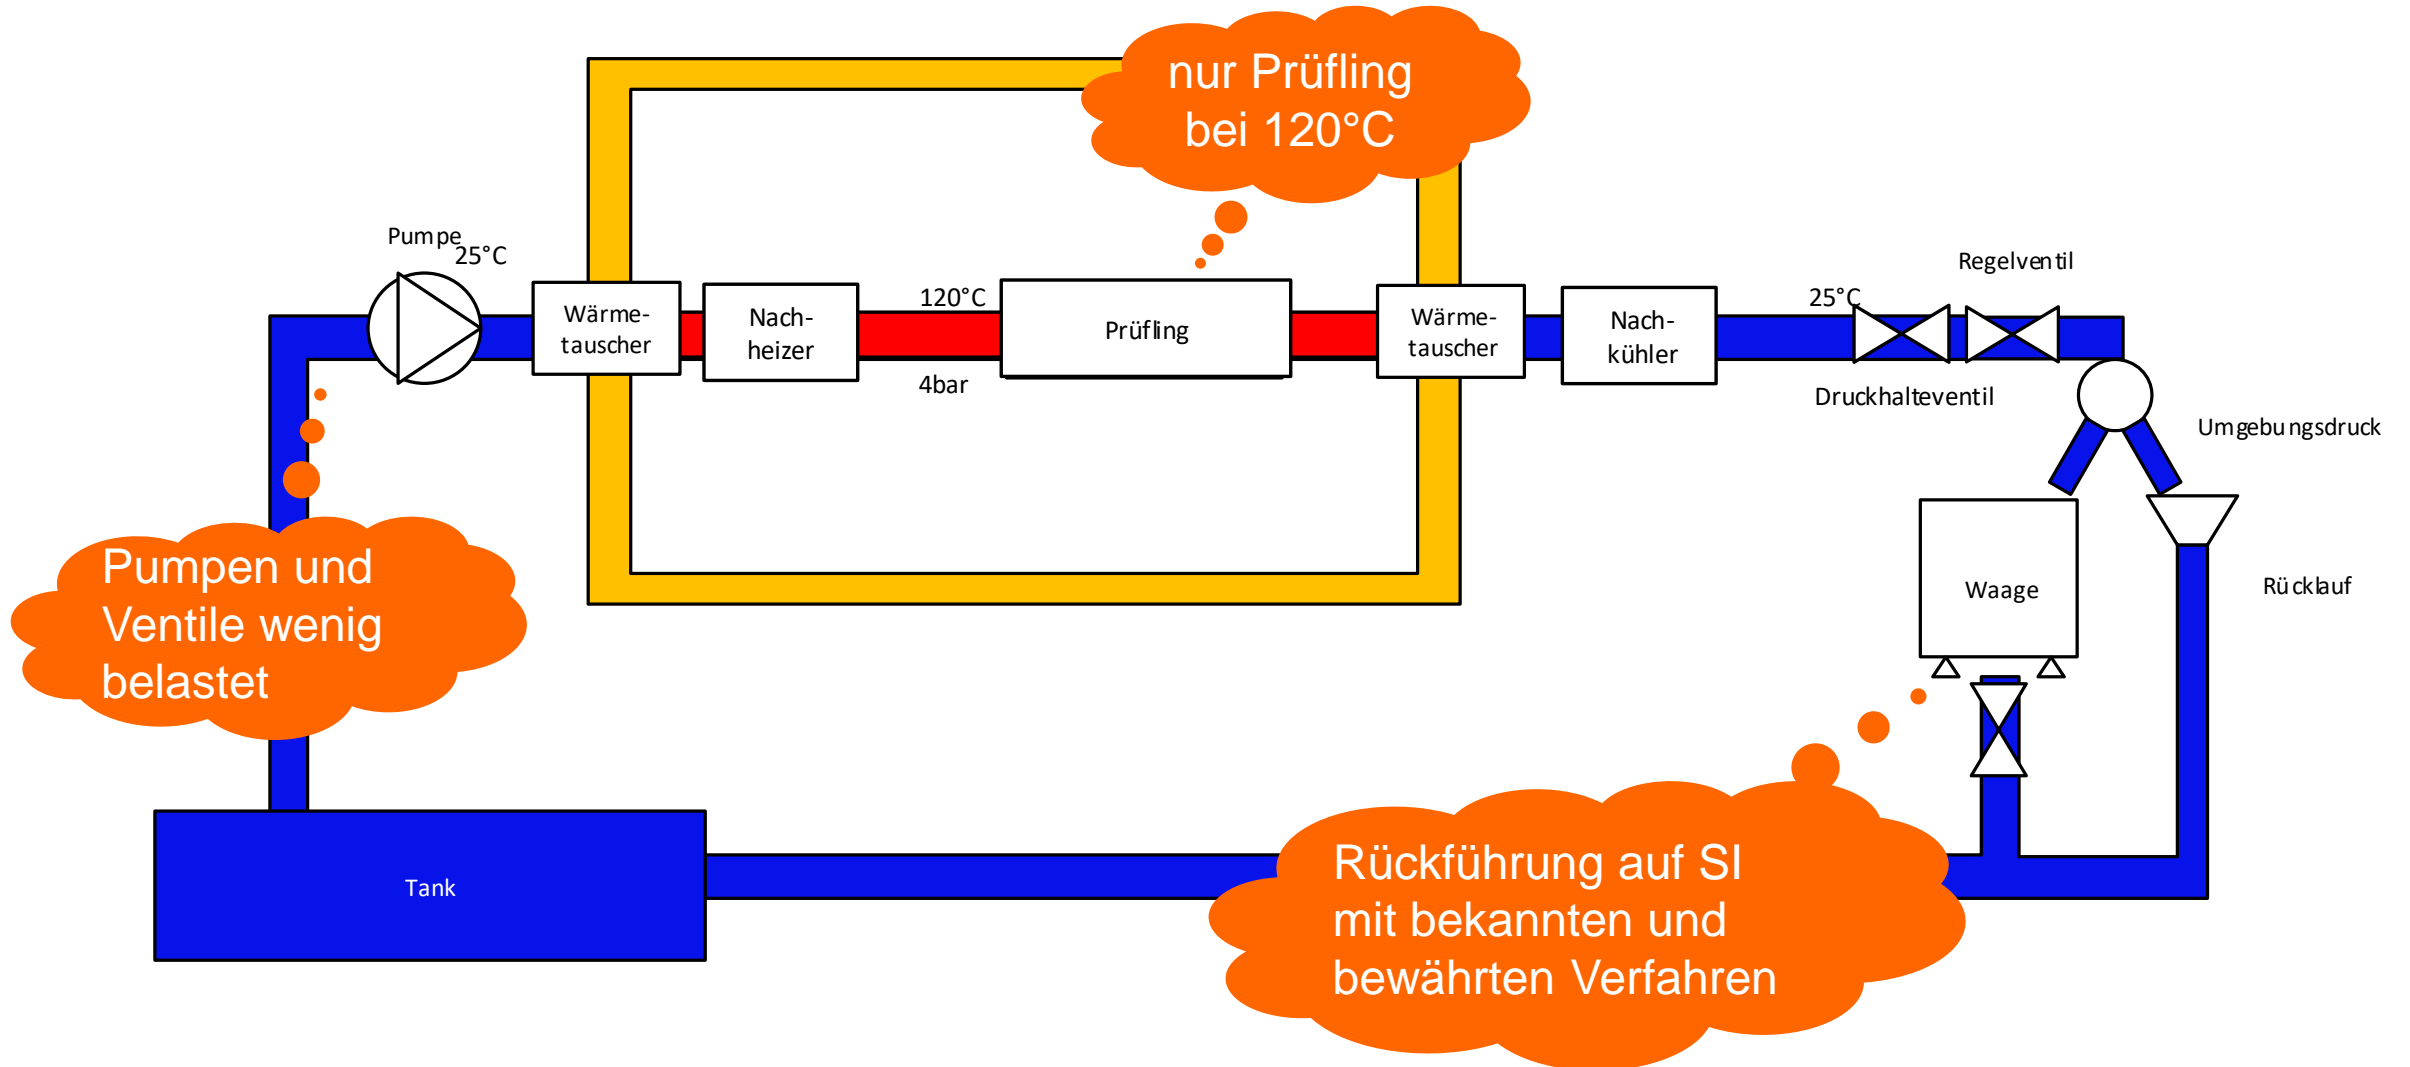 nur Prüfling
bei 120°C
Pumpe
25°C
Wärme-
tauscher
Nach-
heizer
120°C
4bar
Prüfling
Wärme-
tauscher
Nach-
kühler
25°C
Regelventil
Druckhalteventil
Umgebungsdruck
Waage
Rücklauf
Pumpen und
Ventile wenig
belastet
Tank
Rückführung auf SI
mit bekannten und
bewährten Verfahren